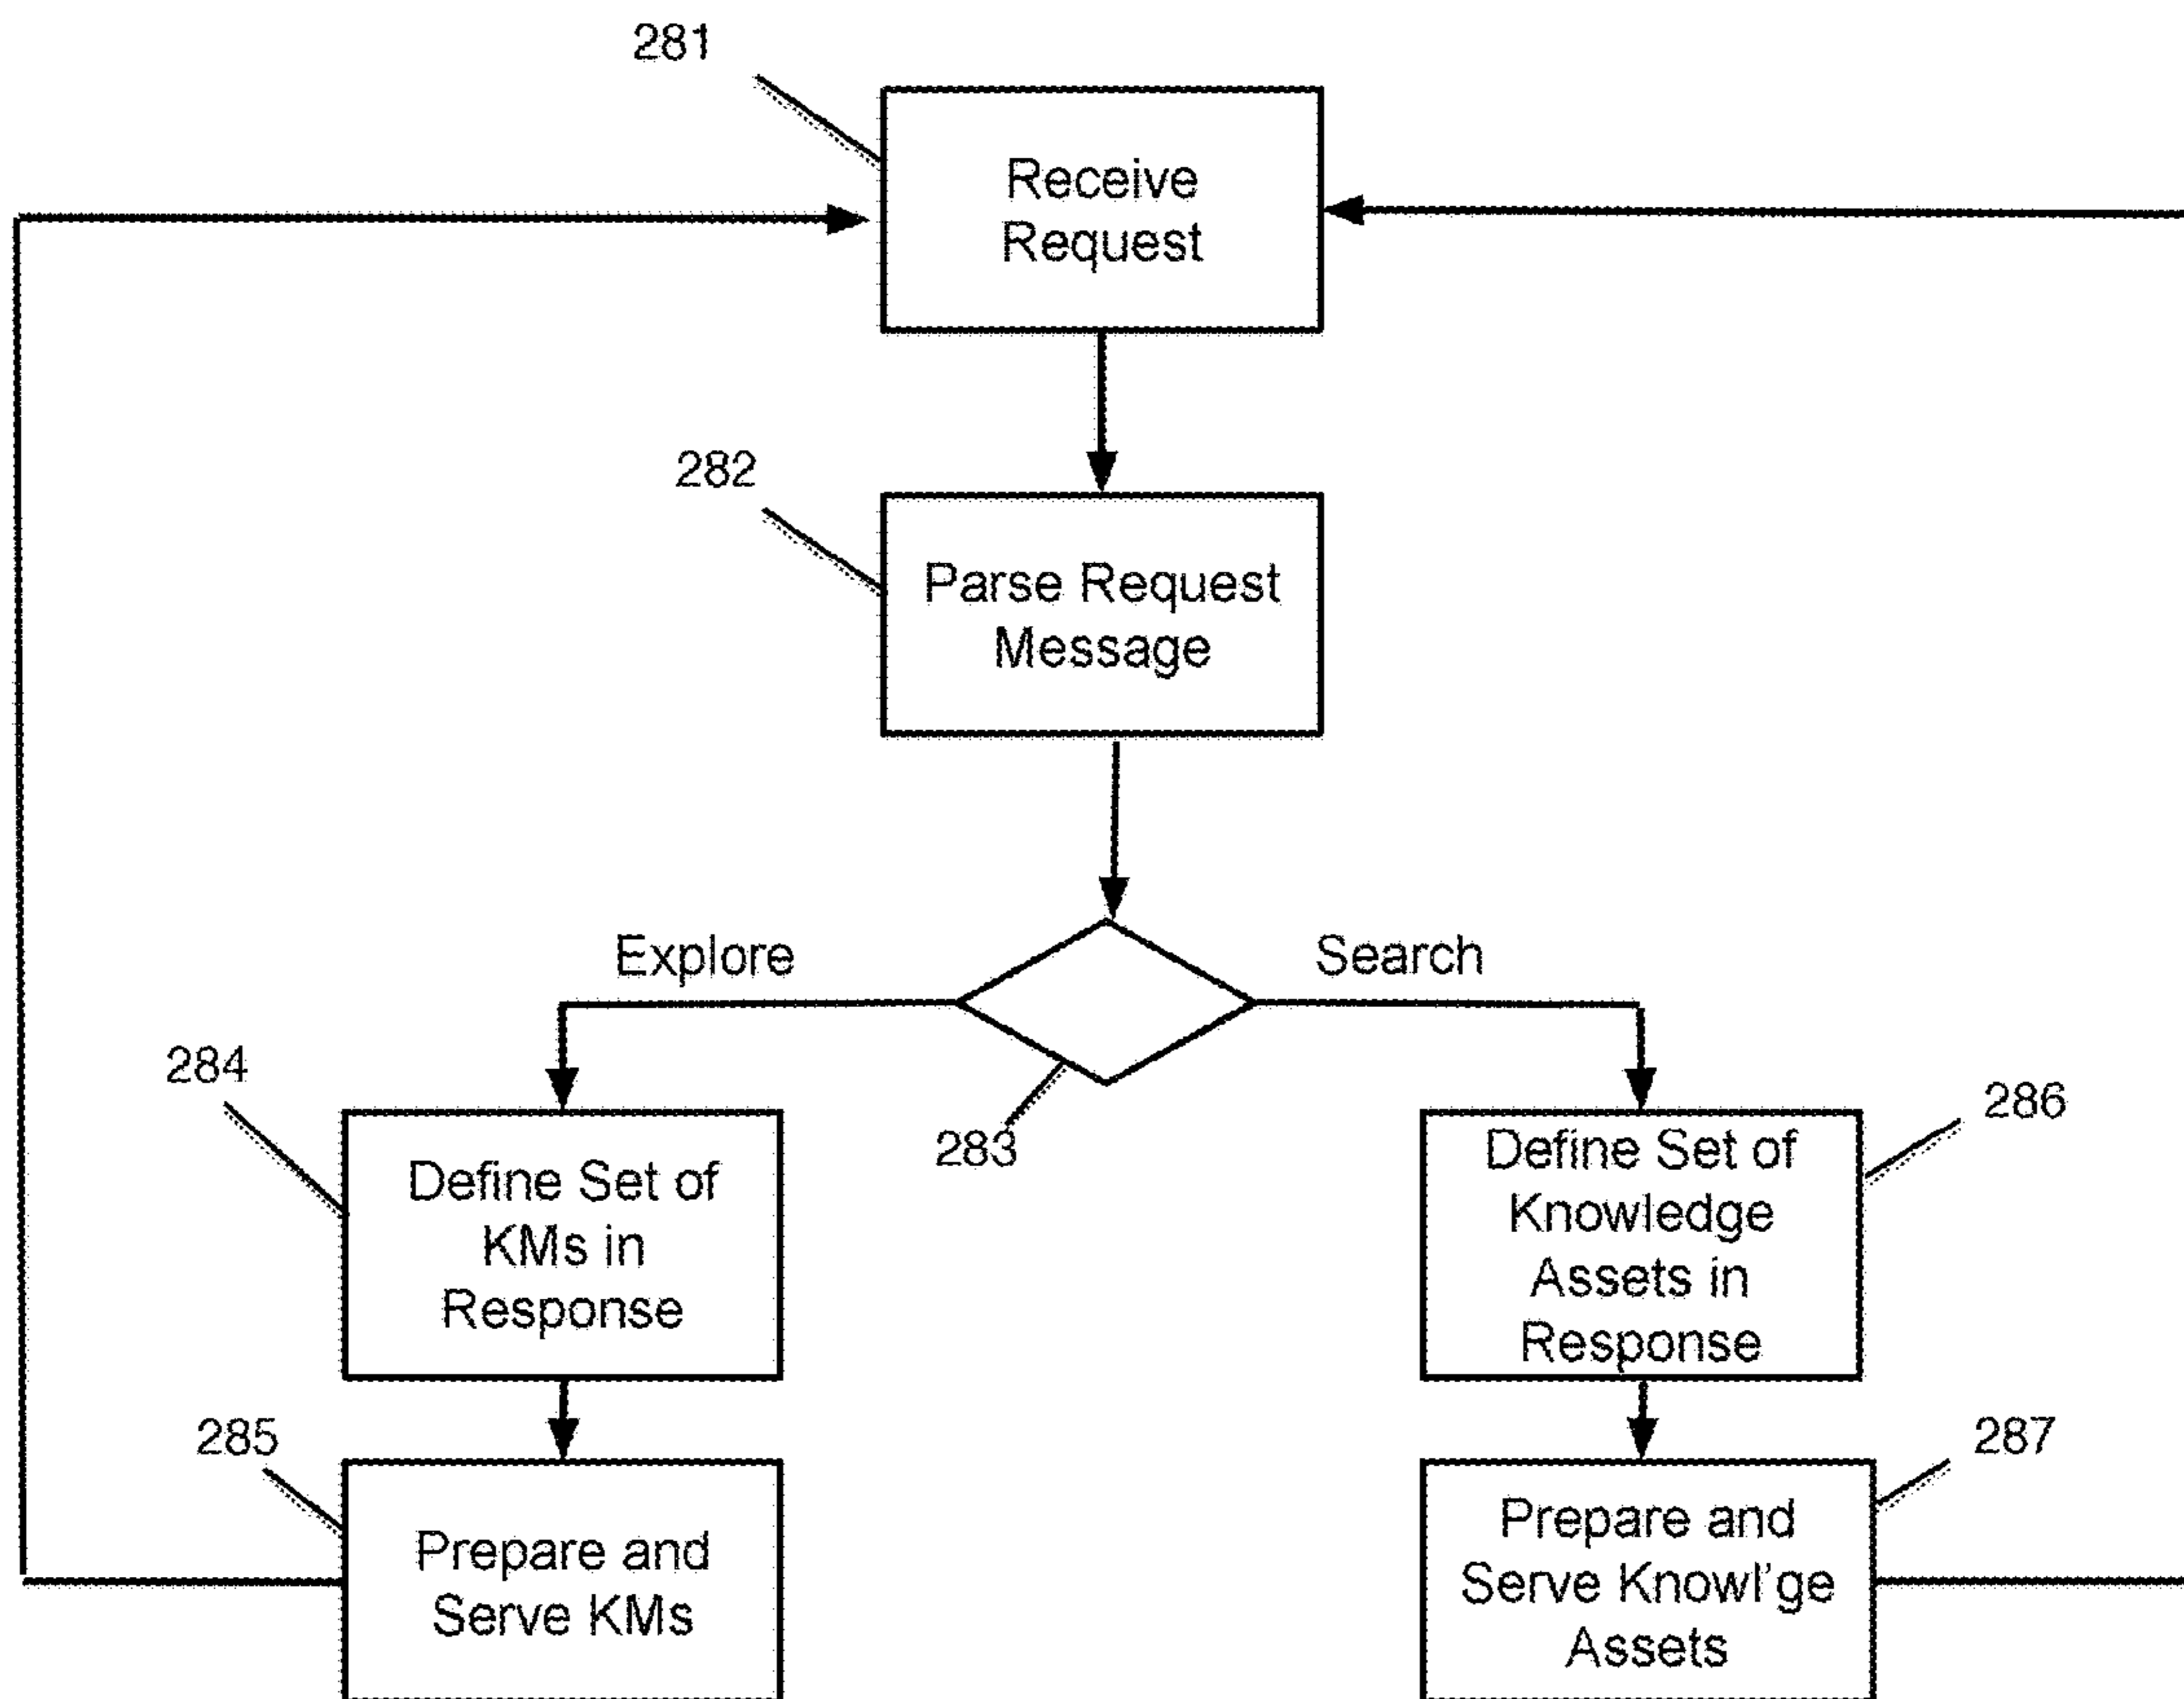 281
Receive
Request
282
Parse Request
Message
Explore
Search
283
284
Define Set of
KMs in
Response
286
Define Set of
Knowledge
Assets in
Response
285
Prepare and
Serve KMs
287
Prepare and
Serve Knowl'ge
Assets